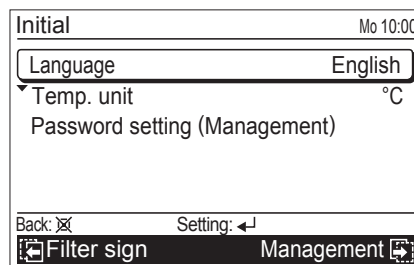 Initial Mo 10:00
Language English
Temp. unit °C
Password setting (Management)
Back: Setting:
Filter sign Management